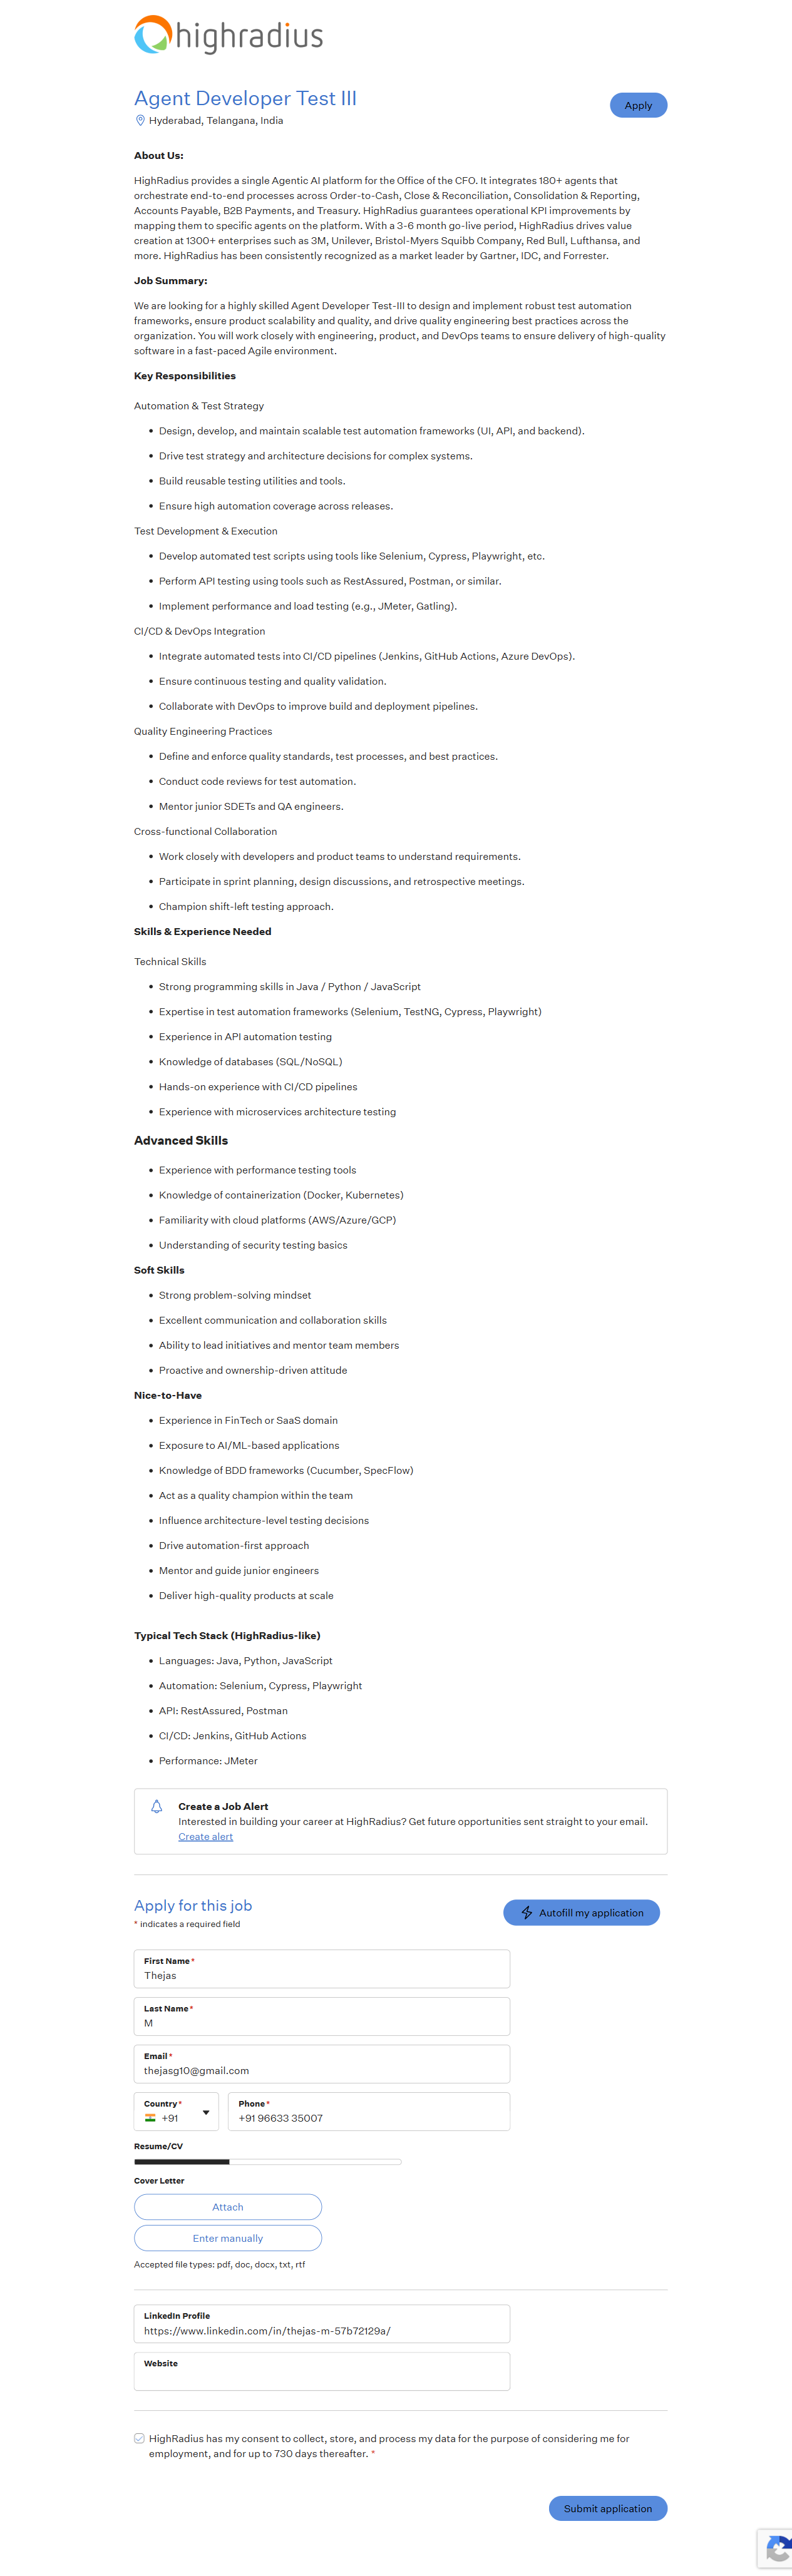 highradius
Agent Developer Test III
Apply
Hyderabad, Telangana, India
About Us:
HighRadius provides a single Agentic AI platform for the Office of the CFO. It integrates 180+ agents that
orchestrate end-to-end processes across Order-to-Cash, Close & Reconciliation, Consolidation & Reporting,
Accounts Payable, B2B Payments, and Treasury. HighRadius guarantees operational KPI improvements by
mapping them to specific agents on the platform. With a 3-6 month go-live period, HighRadius drives value
creation at 1300+ enterprises such as 3M, Unilever, Bristol-Myers Squibb Company, Red Bull, Lufthansa, and
more. HighRadius has been consistently recognized as a market leader by Gartner, IDC, and Forrester.
Job Summary:
We are looking for a highly skilled Agent Developer Test-III to design and implement robust test automation
frameworks, ensure product scalability and quality, and drive quality engineering best practices across the
organization. You will work closely with engineering, product, and DevOps teams to ensure delivery of high-quality
software in a fast-paced Agile environment.
Key Responsibilities
Automation & Test Strategy
• Design, develop, and maintain scalable test automation frameworks (UI, API, and backend).
• Drive test strategy and architecture decisions for complex systems.
• Build reusable testing utilities and tools.
• Ensure high automation coverage across releases.
Test Development & Execution
• Develop automated test scripts using tools like Selenium, Cypress, Playwright, etc.
• Perform API testing using tools such as RestAssured, Postman, or similar.
• Implement performance and load testing (e.g., JMeter, Gatling).
CI/CD & DevOps Integration
• Integrate automated tests into CI/CD pipelines (Jenkins, GitHub Actions, Azure DevOps).
• Ensure continuous testing and quality validation.
• Collaborate with DevOps to improve build and deployment pipelines.
Quality Engineering Practices
• Define and enforce quality standards, test processes, and best practices.
• Conduct code reviews for test automation.
• Mentor junior SDETs and QA engineers.
Cross-functional Collaboration
• Work closely with developers and product teams to understand requirements.
• Participate in sprint planning, design discussions, and retrospective meetings.
• Champion shift-left testing approach.
Skills & Experience Needed
Technical Skills
• Strong programming skills in Java / Python / JavaScript
• Expertise in test automation frameworks (Selenium, TestNG, Cypress, Playwright)
• Experience in API automation testing
• Knowledge of databases (SQL/NoSQL)
• Hands-on experience with CI/CD pipelines
• Experience with microservices architecture testing
Advanced Skills
• Experience with performance testing tools
• Knowledge of containerization (Docker, Kubernetes)
• Familiarity with cloud platforms (AWS/Azure/GCP)
• Understanding of security testing basics
Soft Skills
• Strong problem-solving mindset
• Excellent communication and collaboration skills
• Ability to lead initiatives and mentor team members
• Proactive and ownership-driven attitude
Nice-to-Have
• Experience in FinTech or SaaS domain
• Exposure to AI/ML-based applications
• Knowledge of BDD frameworks (Cucumber, SpecFlow)
• Act as a quality champion within the team
• Influence architecture-level testing decisions
• Drive automation-first approach
• Mentor and guide junior engineers
• Deliver high-quality products at scale
Typical Tech Stack (HighRadius-like)
• Languages: Java, Python, JavaScript
• Automation: Selenium, Cypress, Playwright
• API: RestAssured, Postman
• CI/CD: Jenkins, GitHub Actions
• Performance: JMeter
Create a Job Alert
Interested in building your career at HighRadius? Get future opportunities sent straight to your email.
Create alert
Apply for this job
* indicates a required field
Autofill my application
First Name*
Thejas
Last Name*
M
Email*
thejasg10@gmail.com
Country*
+91
Phone*
+91 96633 35007
Resume/CV
Cover Letter
Attach
Enter manually
Accepted file types: pdf, doc, docx, txt, rtf
LinkedIn Profile
https://www.linkedin.com/in/thejas-m-57b72129a/
Website
HighRadius has my consent to collect, store, and process my data for the purpose of considering me for
employment, and for up to 730 days thereafter. *
Submit application